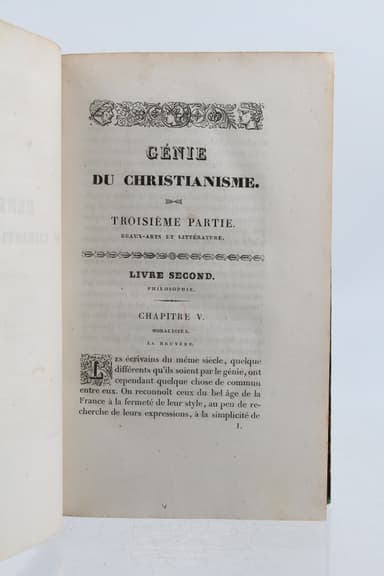 GÉNIE
DU CHRISTIANISME.
TROISIÈME PARTIE.
BEAUX-ARTS ET LITTÉRATURE.
LIVRE SECOND.
PHILOSOPHIE.
CHAPITRE V.
MORALISTES.
LA BRUYÈRE.
LES écrivains du même siècle, quelque
différents qu'ils soient par le génie, ont
cependant quelque chose de commun
entre eux. On reconnoît ceux du bel âge de la
France à la fermeté de leur style, au peu de re-
cherche de leurs expressions, à la simplicité de
I.